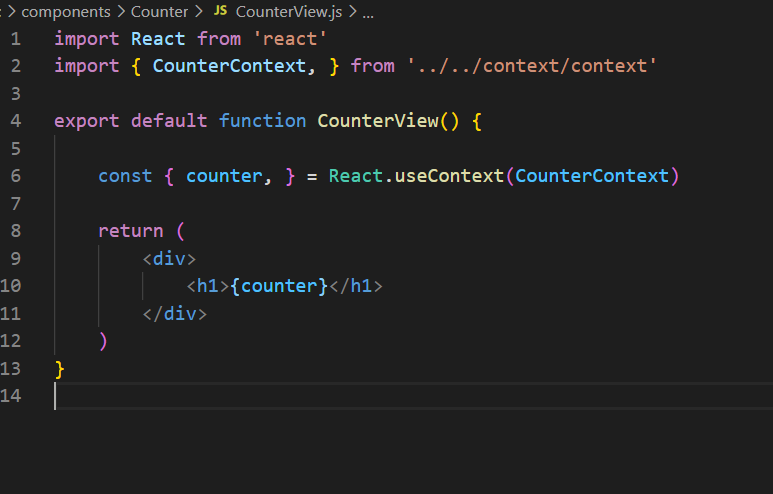 : > components > Counter > JS CounterView.js > ...
1 import React from 'react'
2 import { CounterContext, } from '../../context/context'
3
4 export default function CounterView() {
5
6     const { counter, } = React.useContext(CounterContext)
7
8     return (
9         <div>
10             <h1>{counter}</h1>
11         </div>
12     )
13 }
14